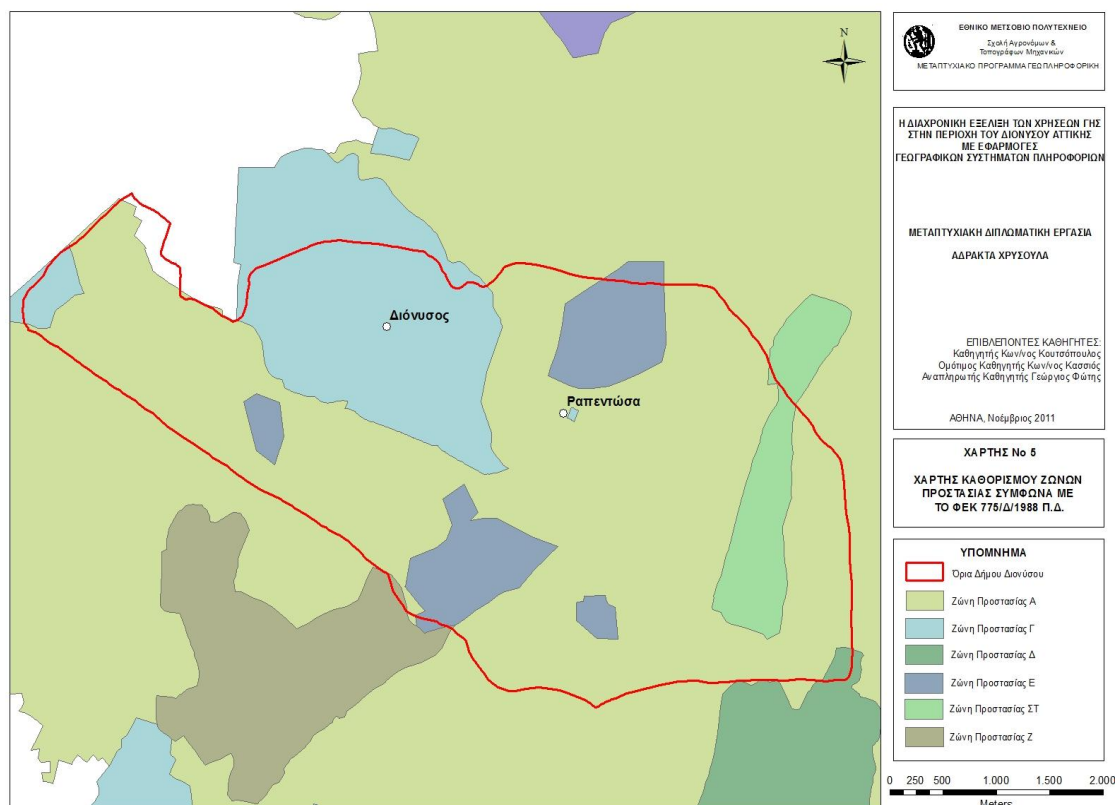 N
Διόνυσος
Ραπεντώσα
ΕΘΝΙΚΟ ΜΕΤΣΟΒΙΟ ΠΟΛΥΤΕΧΝΕΙΟ
Σχολή Αγρονόμων &
Τοπογράφων Μηχανικών
ΜΕΤΑΠΤΥΧΙΑΚΟ ΠΡΟΓΡΑΜΜΑ ΓΕΩΠΛΗΡΟΦΟΡΙΚΗ
Η ΔΙΑΧΡΟΝΙΚΗ ΕΞΕΛΙΞΗ ΤΩΝ ΧΡΗΣΕΩΝ ΓΗΣ
ΣΤΗΝ ΠΕΡΙΟΧΗ ΤΟΥ ΔΙΟΝΥΣΟΥ ΑΤΤΙΚΗΣ
ΜΕ ΕΦΑΡΜΟΓΕΣ
ΓΕΩΓΡΑΦΙΚΩΝ ΣΥΣΤΗΜΑΤΩΝ ΠΛΗΡΟΦΟΡΙΩΝ
ΜΕΤΑΠΤΥΧΙΑΚΗ ΔΙΠΛΩΜΑΤΙΚΗ ΕΡΓΑΣΙΑ
ΑΔΡΑΚΤΑ ΧΡΥΣΟΥΛΑ
ΕΠΙΒΛΕΠΟΝΤΕΣ ΚΑΘΗΓΗΤΕΣ:
Καθηγητής Κων/νος Κουτσόπουλος
Ομότιμος Καθηγητής Κων/νος Κασσιός
Αναπληρωτής Καθηγητής Γεώργιος Φώτης
ΑΘΗΝΑ, Νοέμβριος 2011
ΧΑΡΤΗΣ Νο 5
ΧΑΡΤΗΣ ΚΑΘΟΡΙΣΜΟΥ ΖΩΝΩΝ
ΠΡΟΣΤΑΣΙΑΣ ΣΥΜΦΩΝΑ ΜΕ
ΤΟ ΦΕΚ 775/Δ/1988 Π.Δ.
ΥΠΟΜΝΗΜΑ
Όρια Δήμου Διονύσου
Ζώνη Προστασίας Α
Ζώνη Προστασίας Γ
Ζώνη Προστασίας Δ
Ζώνη Προστασίας Ε
Ζώνη Προστασίας ΣΤ
Ζώνη Προστασίας Ζ
0 250 500 1.000 1.500 2.000
Meters